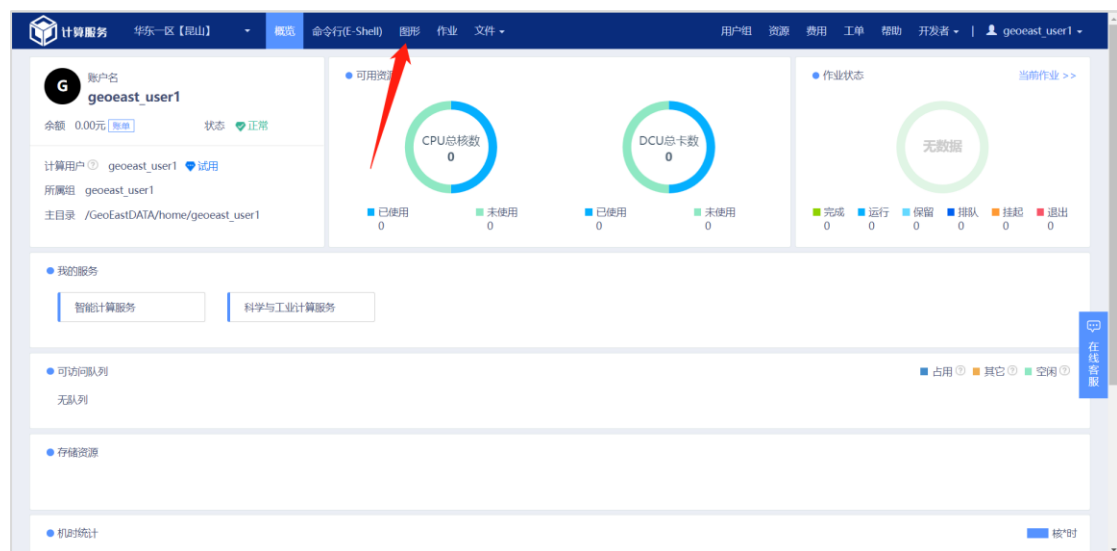 计算服务 华东一区【昆山】 概览 命令行(E-Shell) 图形 作业 文件 用户组 资源 费用 工单 帮助 开发者 | geoeast_user1
G
账户名
geoeast_user1
余额 0.00元 账单 状态 正常
计算用户 geoeast_user1 试用
所属组 geoeast_user1
主目录 /GeoEastDATA/home/geoeast_user1
可用资
CPU总核数
0
已使用 未使用
0 0
DCU总卡数
0
已使用 未使用
0 0
作业状态 当前作业 >>
无数据
完成 运行 保留 排队 挂起 退出
0 0 0 0 0 0
我的服务
智能计算服务 科学与工业计算服务
可访问队列 占用 其它 空闲
无队列
存储资源
机时统计 核*时
在线客服